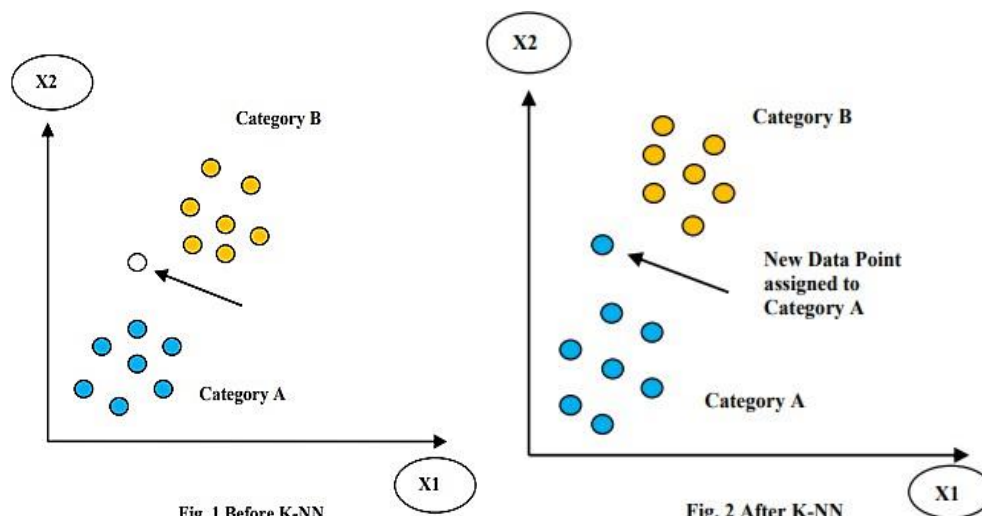 X2
Category B
Category A
X1
Fig. 1 Before K-NN
X2
Category B
New Data Point
assigned to
Category A
Category A
X1
Fig. 2 After K-NN